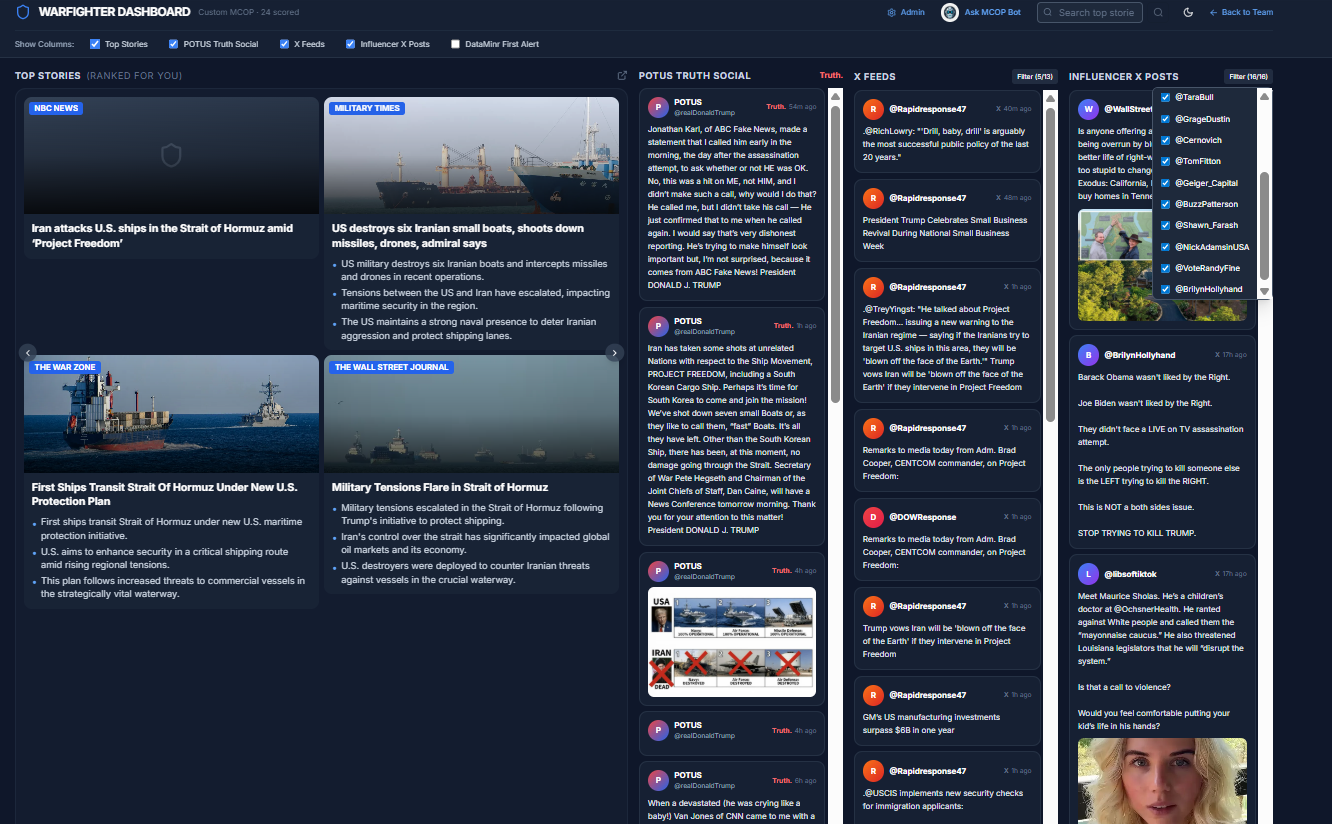 WARFIGHTER DASHBOARD
Custom MCOP · 24 scored
Admin
Ask MCOP Bot
Search top storie
Back to Team
Show Columns:
Top Stories
POTUS Truth Social
X Feeds
Influencer X Posts
DataMinr First Alert
TOP STORIES (RANKED FOR YOU)
NBC NEWS
Iran attacks U.S. ships in the Strait of Hormuz amid
'Project Freedom'
MILITARY TIMES
US destroys six Iranian small boats, shoots down
missiles, drones, admiral says
• US military destroys six Iranian boats and intercepts missiles
and drones in recent operations.
• Tensions between the US and Iran have escalated, impacting
maritime security in the region.
• The US maintains a strong naval presence to deter Iranian
aggression and protect shipping lanes.
THE WAR ZONE
First Ships Transit Strait Of Hormuz Under New U.S.
Protection Plan
• First ships transit Strait of Hormuz under new U.S. maritime
protection initiative.
• U.S. aims to enhance security in a critical shipping route
amid rising regional tensions.
• This plan follows increased threats to commercial vessels in
the strategically vital waterway.
THE WALL STREET JOURNAL
Military Tensions Flare in Strait of Hormuz
• Military tensions escalated in the Strait of Hormuz following
Trump's initiative to protect shipping.
• Iran's control over the strait has significantly impacted global
oil markets and its economy.
• U.S. destroyers were deployed to counter Iranian threats
against vessels in the crucial waterway.
POTUS TRUTH SOCIAL
Truth.
P
POTUS
@realDonaldTrump
Truth. 54m ago
Jonathan Karl, of ABC Fake News, made a
statement that I called him early in the
morning, the day after the assassination
attempt, to ask whether or not HE was OK.
No, this was a hit on ME, not HIM, and I
didn't make such a call, why would I do that?
He called me, but I didn't take his call — He
just confirmed that to me when he called
again. I would say that's very dishonest
reporting. He's trying to make himself look
important but, I'm not surprised, because it
comes from ABC Fake News! President
DONALD J. TRUMP
P
POTUS
@realDonaldTrump
Truth. 1h ago
Iran has taken some shots at unrelated
Nations with respect to the Ship Movement,
PROJECT FREEDOM, including a South
Korean Cargo Ship. Perhaps it's time for
South Korea to come and join the mission!
We've shot down seven small Boats or, as
they like to call them, "fast" Boats. It's all
they have left. Other than the South Korean
Ship, there has been, at this moment, no
damage going through the Strait. Secretary
of War Pete Hegseth and Chairman of the
Joint Chiefs of Staff, Dan Caine, will have a
News Conference tomorrow morning. Thank
you for your attention to this matter!
President DONALD J. TRUMP
P
POTUS
@realDonaldTrump
Truth. 4h ago
USA
1
2
3
100% OPERATIONAL
100% OPERATIONAL
100% OPERATIONAL
IRAN
DEAD
DESTROYED
DESTROYED
DESTROYED
P
POTUS
@realDonaldTrump
Truth. 4h ago
P
POTUS
@realDonaldTrump
Truth. 6h ago
When a devastated (he was crying like a
baby!) Van Jones of CNN came to me with a
X FEEDS
Filter (5/13)
R
@Rapidresponse47
X 40m ago
.@RichLowry: "'Drill, baby, drill' is arguably
the most successful public policy of the last
20 years."
R
@Rapidresponse47
X 48m ago
President Trump Celebrates Small Business
Revival During National Small Business
Week
R
@Rapidresponse47
X 1h ago
.@TreyYingst: "He talked about Project
Freedom... issuing a new warning to the
Iranian regime — saying if the Iranians try to
target U.S. ships in this area, they will be
'blown off the face of the Earth.'" Trump
vows Iran will be 'blown off the face of the
Earth' if they intervene in Project Freedom
R
@Rapidresponse47
X 1h ago
Remarks to media today from Adm. Brad
Cooper, CENTCOM commander, on Project
Freedom:
D
@DOWResponse
X 1h ago
Remarks to media today from Adm. Brad
Cooper, CENTCOM commander, on Project
Freedom:
R
@Rapidresponse47
X 1h ago
Trump vows Iran will be 'blown off the face
of the Earth' if they intervene in Project
Freedom
R
@Rapidresponse47
X 1h ago
GM's US manufacturing investments
surpass $6B in one year
R
@Rapidresponse47
X 1h ago
.@USCIS implements new security checks
for immigration applicants:
INFLUENCER X POSTS
Filter (16/16)
W
@WallStreet
Is anyone offering a
being overrun by bl
better life of right-w
too stupid to chang
Exodus: California, I
buy homes in Tenne
@TaraBull
@GrageDustin
@Cernovich
@TomFitton
@Geiger_Capital
@BuzzPatterson
@Shawn_Farash
@NickAdamsinUSA
@VoteRandyFine
@BrilynHollyhand
B
@BrilynHollyhand
X 17h ago
Barack Obama wasn't liked by the Right.
Joe Biden wasn't liked by the Right.
They didn't face a LIVE on TV assassination
attempt.
The only people trying to kill someone else
is the LEFT trying to kill the RIGHT.
This is NOT a both sides issue.
STOP TRYING TO KILL TRUMP.
L
@libsoftiktok
X 17h ago
Meet Maurice Sholas. He's a children's
doctor at @OchsnerHealth. He ranted
against White people and called them the
"mayonnaise caucus." He also threatened
Louisiana legislators that he will "disrupt the
system."
Is that a call to violence?
Would you feel comfortable putting your
kid's life in his hands?